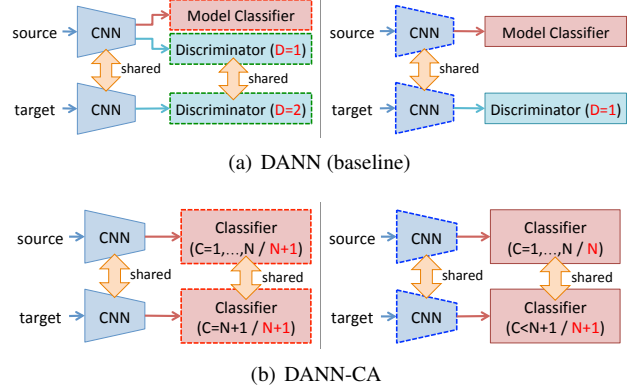 source
CNN
Model Classifier
Discriminator (D=1)
shared
shared
target
CNN
Discriminator (D=2)
source
CNN
Model Classifier
shared
target
CNN
Discriminator (D=1)
(a) DANN (baseline)
source
CNN
Classifier
(C=1,...,N / N+1)
shared
shared
target
CNN
Classifier
(C=N+1 / N+1)
source
CNN
Classifier
(C=1,...,N / N)
shared
shared
target
CNN
Classifier
(C<N+1 / N+1)
(b) DANN-CA